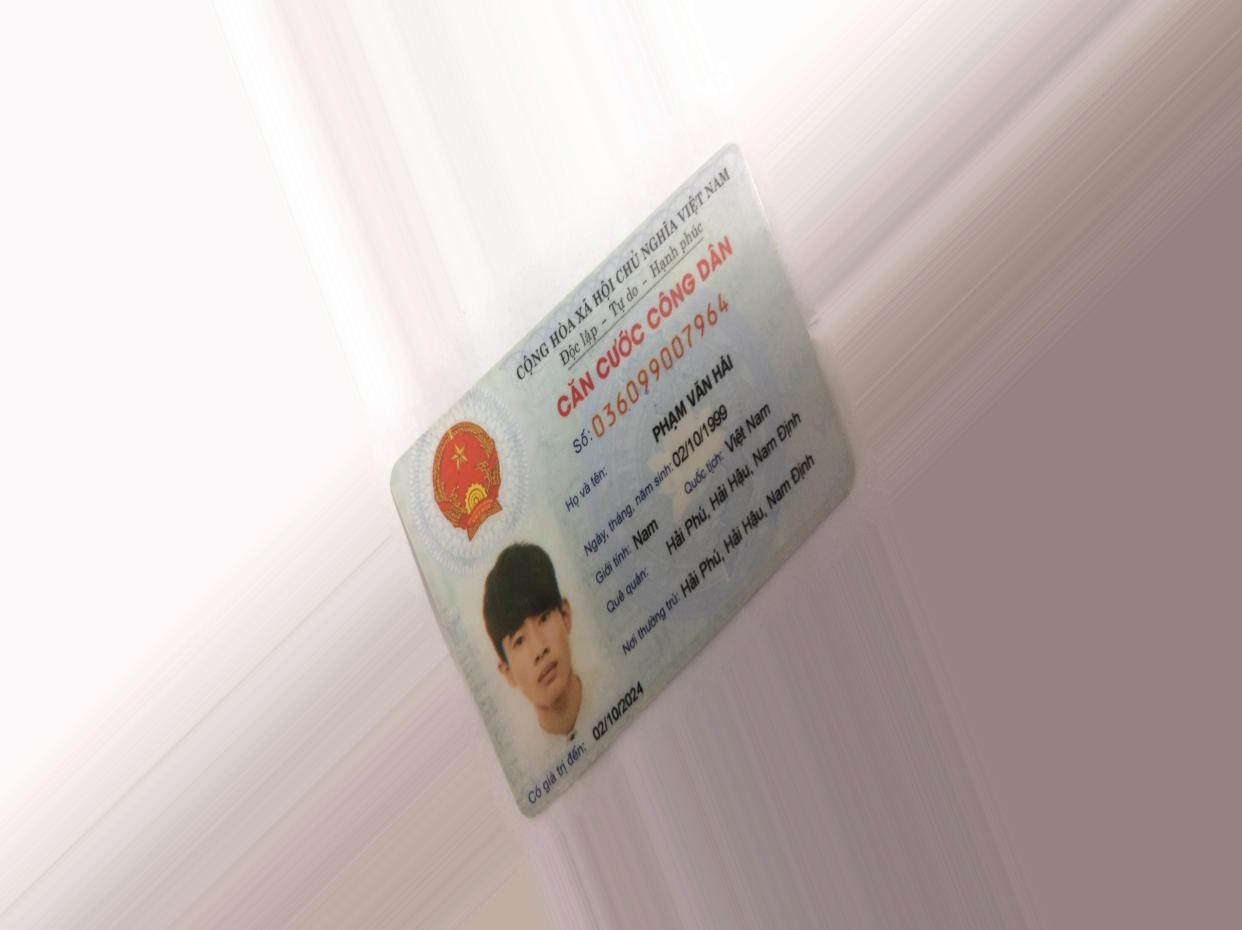 CỘNG HÒA XÃ HỘI CHỦ NGHĨA VIỆT NAM
Độc lập - Tự do - Hạnh phúc
CĂN CƯỚC CÔNG DÂN
Số: 036099007964
Họ và tên: PHẠM VĂN HẢI
Ngày, tháng, năm sinh: 02/10/1999
Giới tính: Nam Quốc tịch: Việt Nam
Quê quán: Hải Phú, Hải Hậu, Nam Định
Nơi thường trú: Hải Phú, Hải Hậu, Nam Định
Có giá trị đến: 02/10/2024